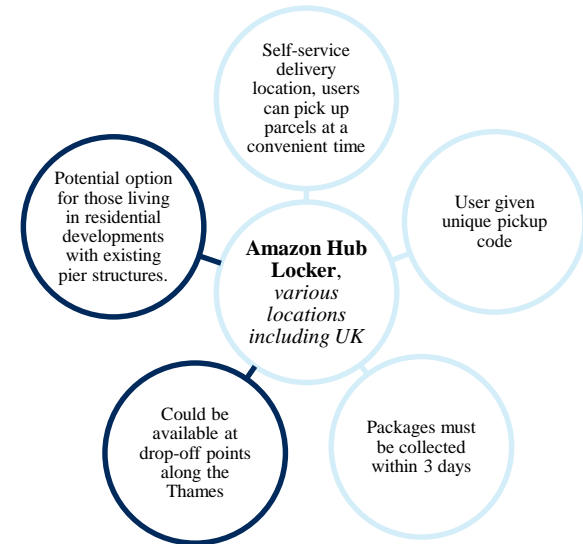 Self-service
delivery
location, users
can pick up
parcels at a
convenient time
Potential option
for those living
in residential
developments
with existing
pier structures.
User given
unique pickup
code
Amazon Hub
Locker,
various
locations
including UK
Could be
available at
drop-off points
along the
Thames
Packages must
be collected
within 3 days